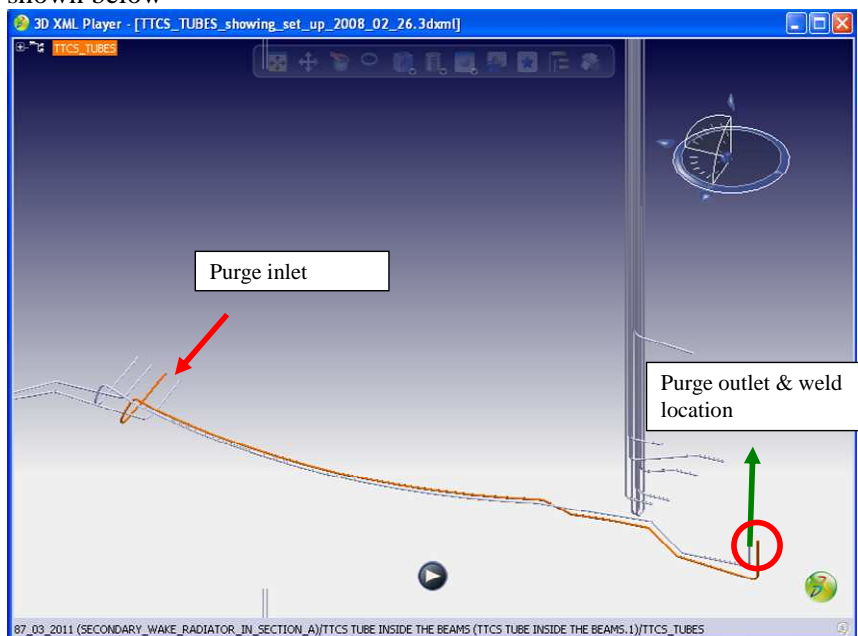 shown below
3D XML Player - [TTCS_TUBES_showing_set_up_2008_02_26.3dxml]
TTCS_TUBES
Purge inlet
Purge outlet & weld
location
87_03_2011 (SECONDARY_WAKE_RADIATOR_IN_SECTION_A)/TTCS TUBE INSIDE THE BEAMS (TTCS TUBE INSIDE THE BEAMS.1)/TTCS_TUBES